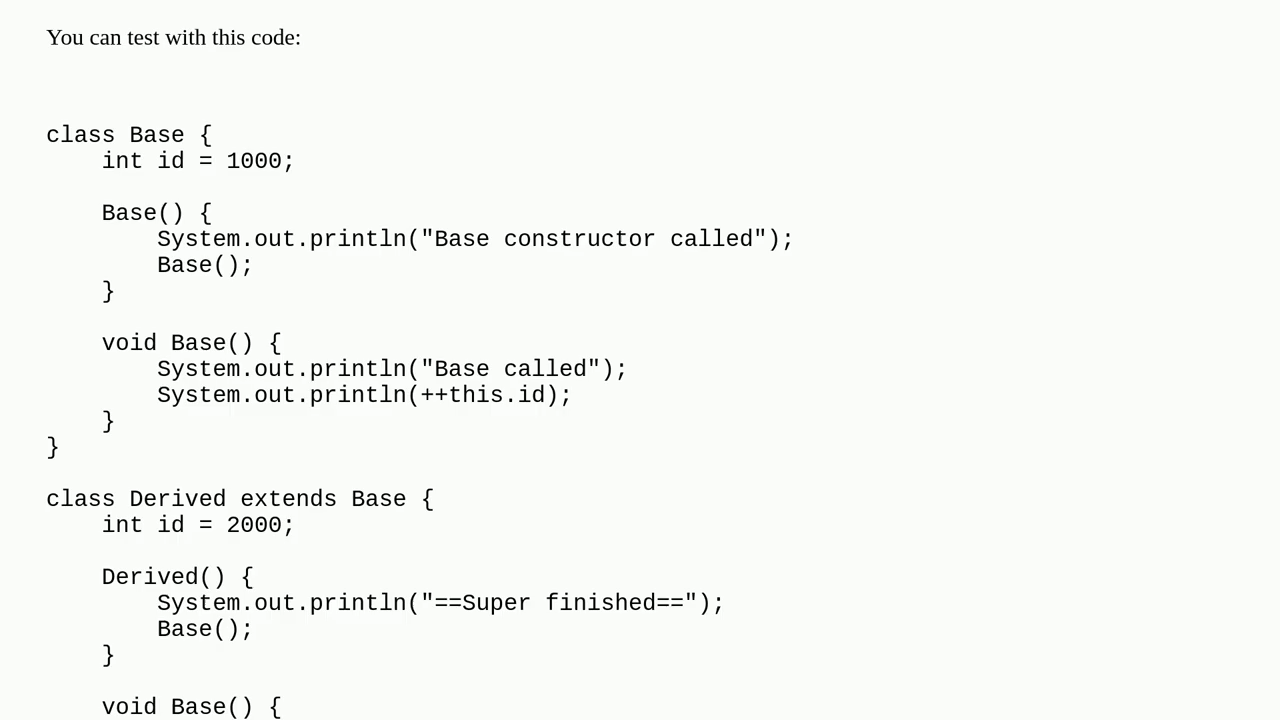 You can test with this code:
class Base {
    int id = 1000;
    Base() {
        System.out.println("Base constructor called");
        Base();
    }
    void Base() {
        System.out.println("Base called");
        System.out.println(++this.id);
    }
}
class Derived extends Base {
    int id = 2000;
    Derived() {
        System.out.println("==Super finished==");
        Base();
    }
    void Base() {